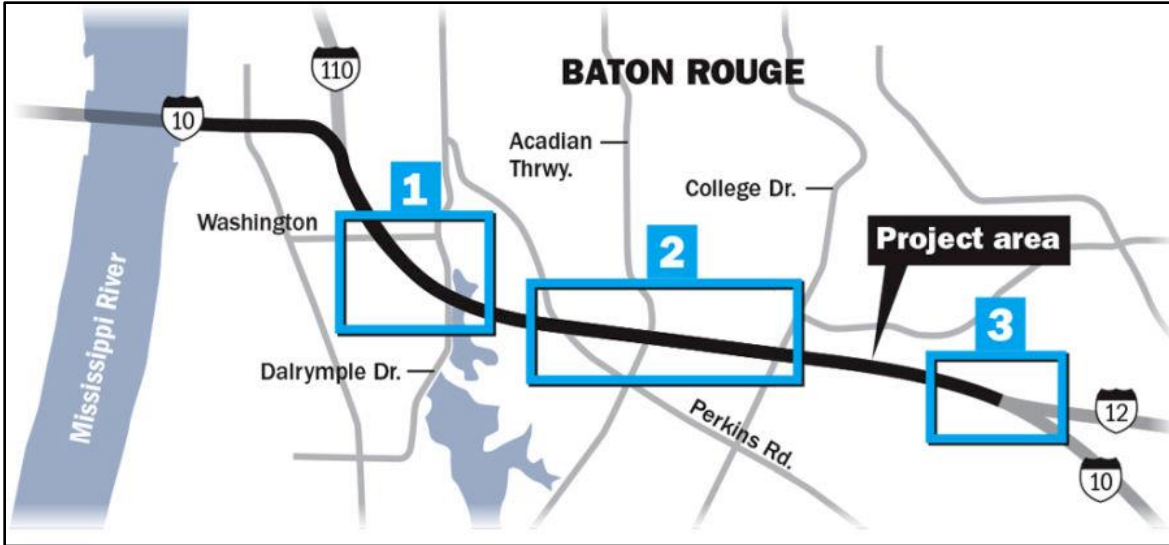 110
BATON ROUGE
10
Acadian
Thrwy.
College Dr.
1
Washington
Project area
2
Mississippi River
3
Dalrymple Dr.
Perkins Rd.
12
10